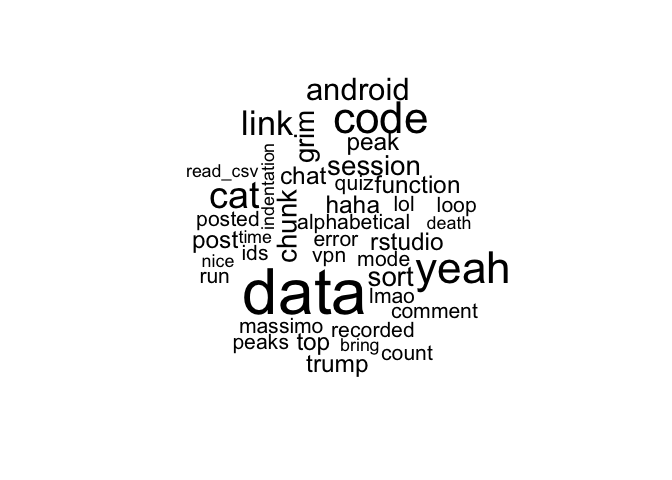 android
link
code
grim
peak
read_csv
indentation
chat
session
cat
quiz
function
chunk
haha
lol
loop
posted
alphabetical
death
post
time
error
rstudio
nice
ids
vpn
mode
run
sort
yeah
data
lmao
comment
massimo
recorded
peaks
top
bring
count
trump